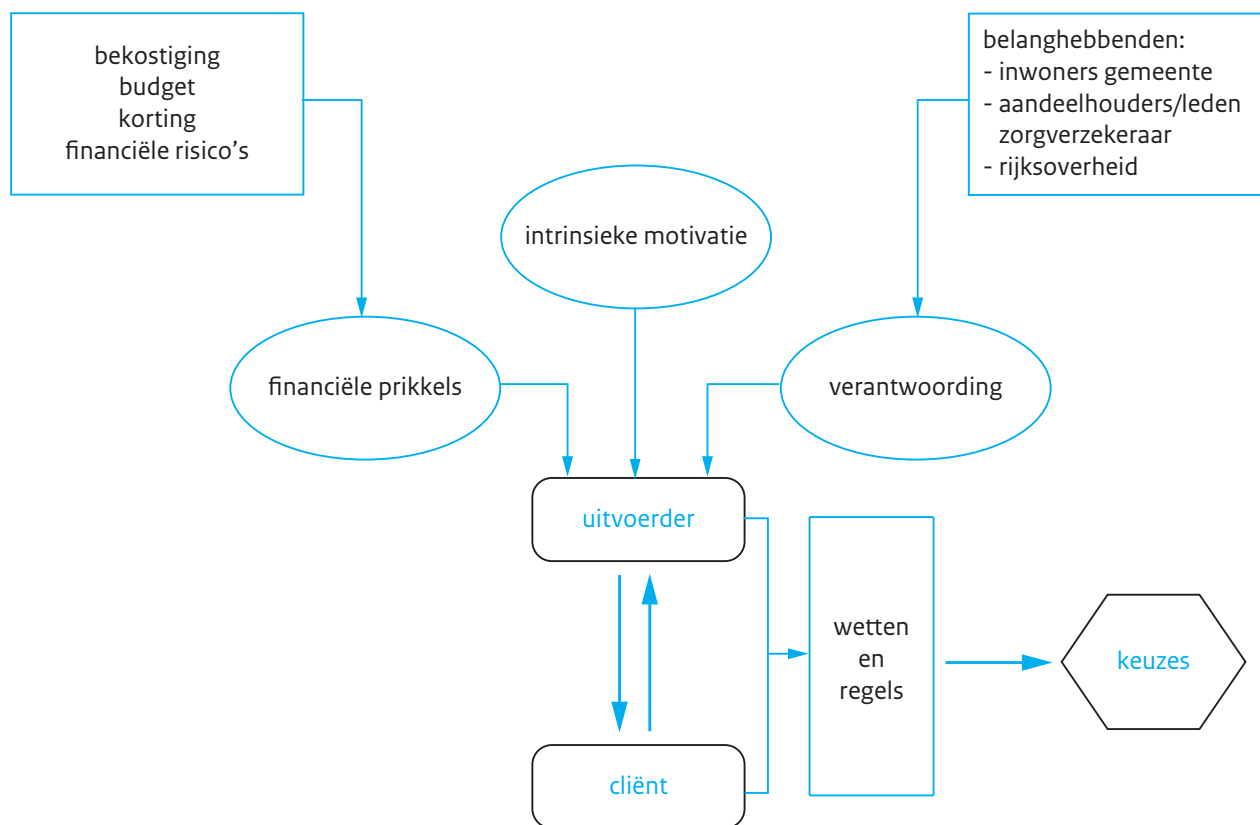 bekostiging
budget
korting
financiële risico’s
belanghebbenden:
- inwoners gemeente
- aandeelhouders/leden
zorgverzekeraar
- rijksoverheid
intrinsieke motivatie
financiële prikkels
verantwoording
uitvoerder
wetten
en
regels
keuzes
cliënt